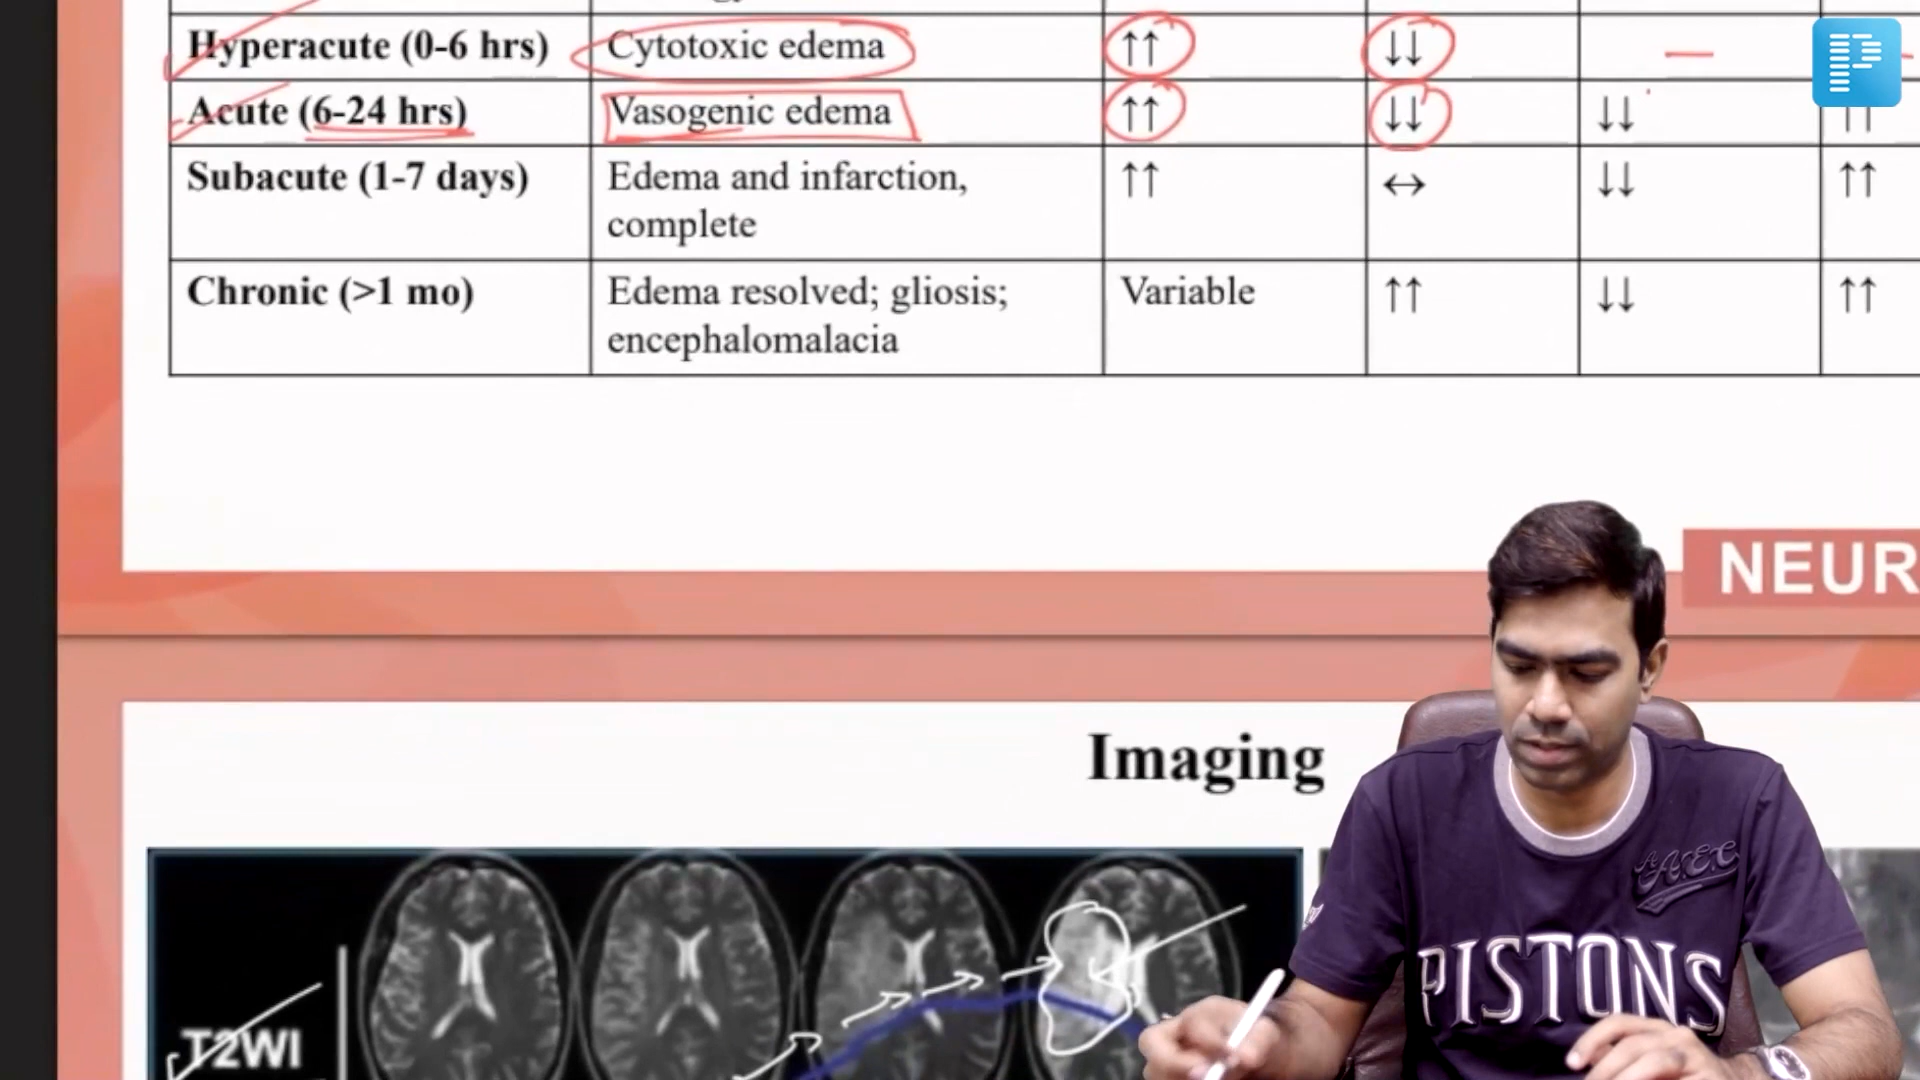 Hyperacute (0-6 hrs) Cytotoxic edema ↑↑ ↓↓ —
Acute (6-24 hrs) Vasogenic edema ↑↑ ↓↓ ↓↓ ↑↑
Subacute (1-7 days) Edema and infarction, ↑↑ ↔ ↓↓ ↑↑
complete
Chronic (>1 mo) Edema resolved; gliosis; Variable ↑↑ ↓↓ ↑↑
encephalomalacia
NEUR
Imaging
T2WI
PISTONS